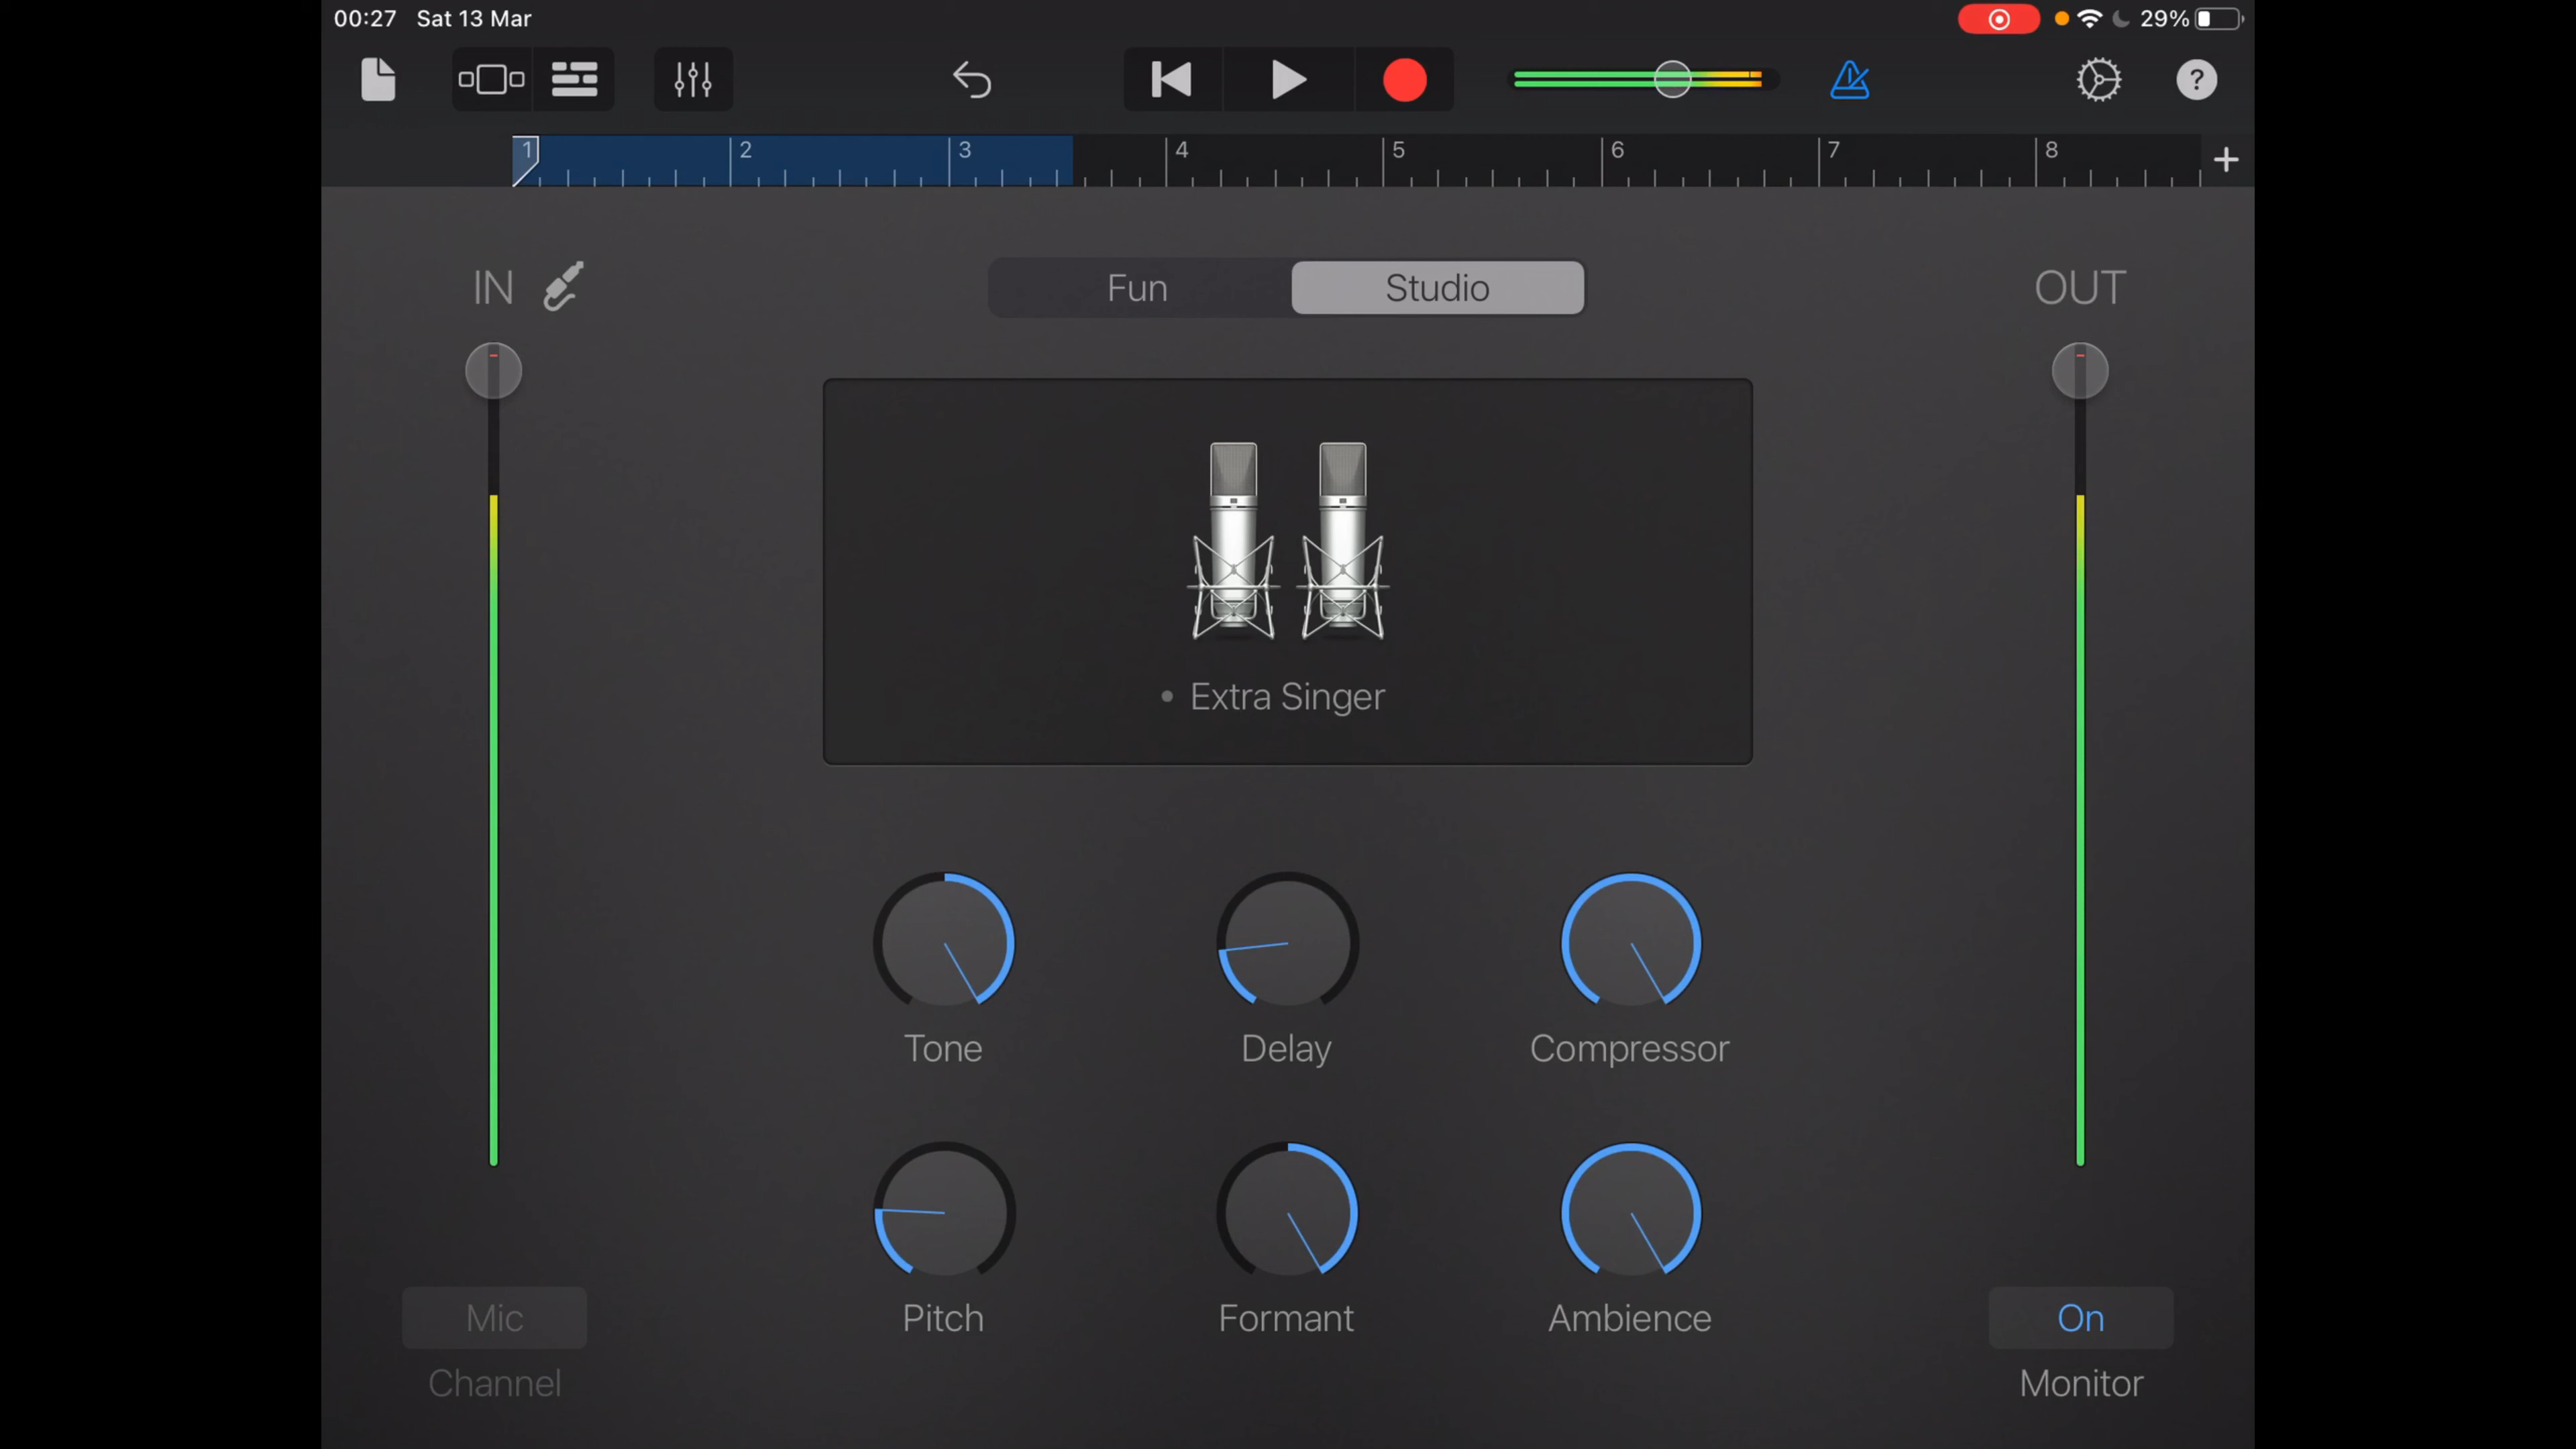 00:27 Sat 13 Mar
29%
?
1 2 3 4 5 6 7 8 +
IN
Fun
Studio
OUT
Extra Singer
Tone
Delay
Compressor
Pitch
Formant
Ambience
Mic
Channel
On
Monitor